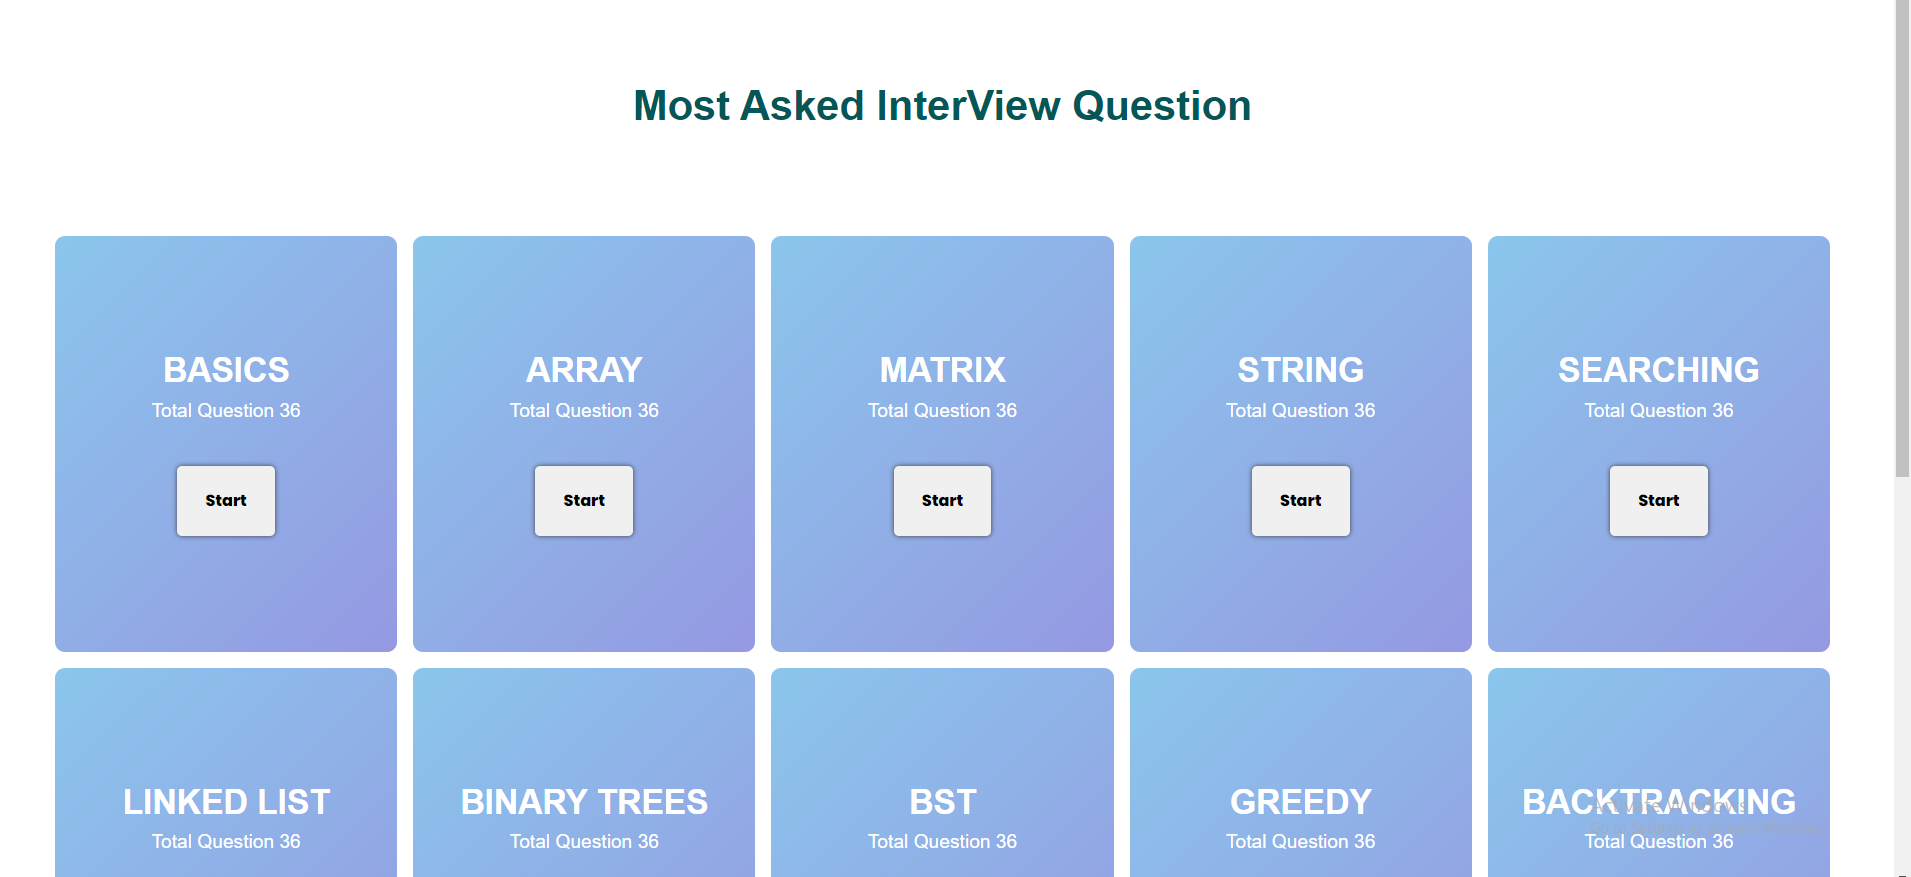 Most Asked InterView Question
BASICS
Total Question 36
Start
ARRAY
Total Question 36
Start
MATRIX
Total Question 36
Start
STRING
Total Question 36
Start
SEARCHING
Total Question 36
Start
LINKED LIST
Total Question 36
BINARY TREES
Total Question 36
BST
Total Question 36
GREEDY
Total Question 36
BACKTRACKING
Total Question 36
Activate Windows